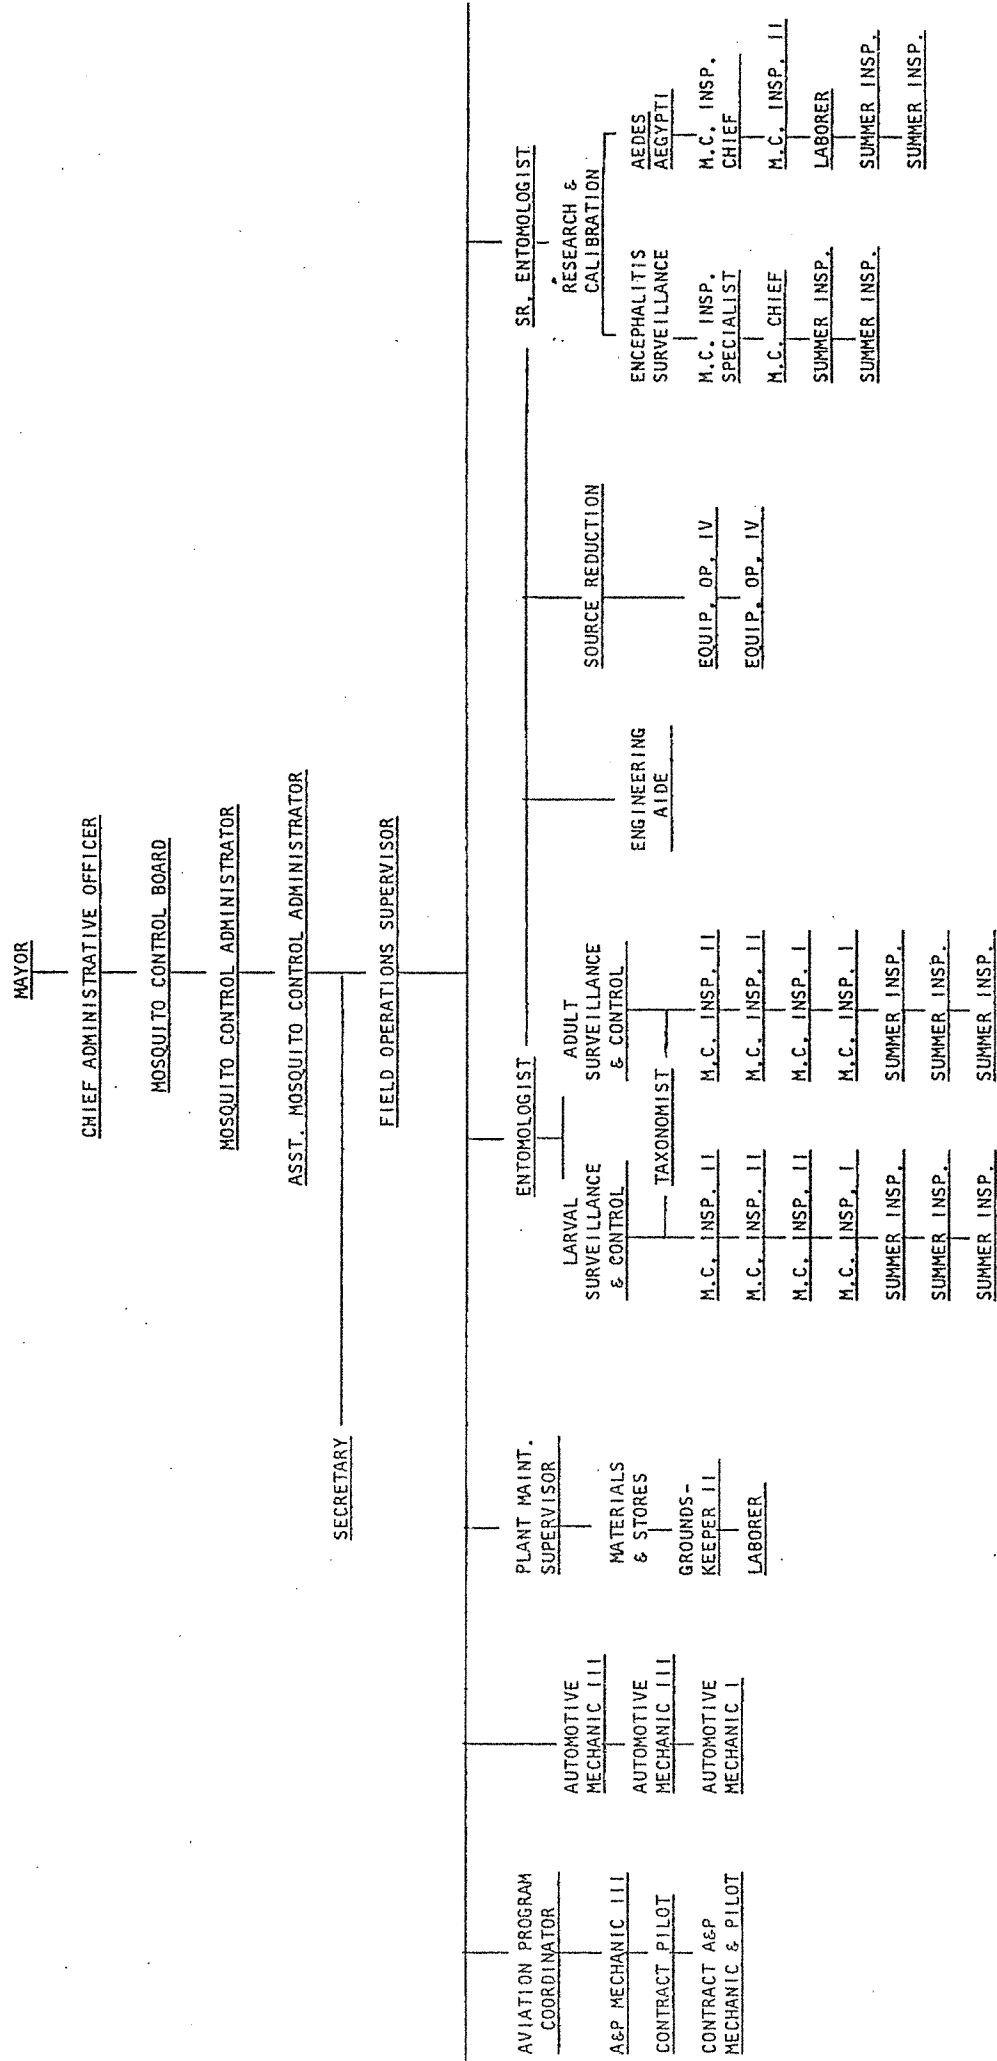 MAYOR
CHIEF ADMINISTRATIVE OFFICER
MOSQUITO CONTROL BOARD
MOSQUITO CONTROL ADMINISTRATOR
ASST. MOSQUITO CONTROL ADMINISTRATOR
SECRETARY
FIELD OPERATIONS SUPERVISOR
AVIATION PROGRAM
COORDINATOR
A&P MECHANIC III
CONTRACT PILOT
CONTRACT A&P
MECHANIC & PILOT
AUTOMOTIVE
MECHANIC III
AUTOMOTIVE
MECHANIC III
AUTOMOTIVE
MECHANIC I
PLANT MAINT.
SUPERVISOR
MATERIALS
& STORES
GROUNDS-
KEEPER II
LABORER
ENTOMOLOGIST
LARVAL
SURVEILLANCE
& CONTROL
TAXONOMIST
M.C. INSP. II
M.C. INSP. II
M.C. INSP. II
M.C. INSP. I
SUMMER INSP.
SUMMER INSP.
SUMMER INSP.
ADULT
SURVEILLANCE
& CONTROL
M.C. INSP. II
M.C. INSP. II
M.C. INSP. I
M.C. INSP. I
SUMMER INSP.
SUMMER INSP.
SUMMER INSP.
ENGINEERING
AIDE
SOURCE REDUCTION
EQUIP. OP. IV
EQUIP. OP. IV
SR. ENTOMOLOGIST
RESEARCH &
CALIBRATION
ENCEPHALITIS
SURVEILLANCE
M.C. INSP.
SPECIALIST
M.C. CHIEF
SUMMER INSP.
SUMMER INSP.
AEDES
AEGYPTI
M.C. INSP.
CHIEF
M.C. INSP. II
LABORER
SUMMER INSP.
SUMMER INSP.